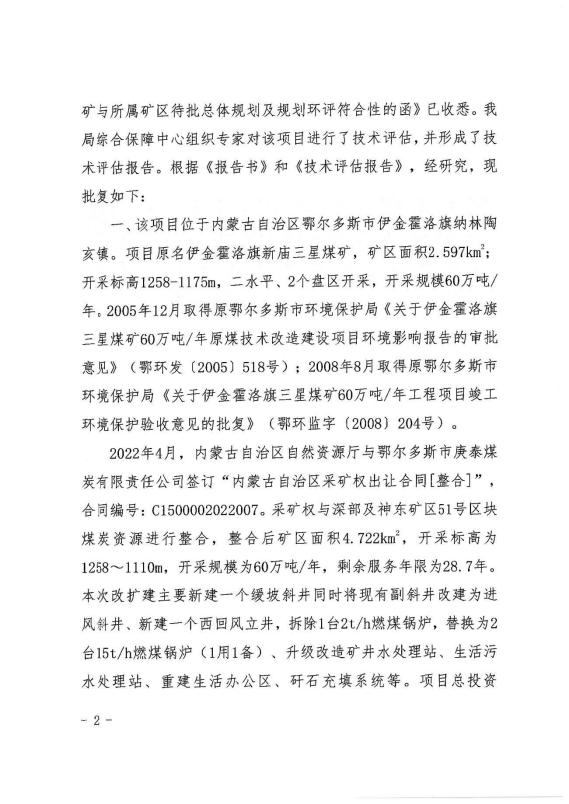 矿与所属矿区待批总体规划及规划环评符合性的函》已收悉。我
局综合保障中心组织专家对该项目进行了技术评估,并形成了技
术评估报告。根据《报告书》和《技术评估报告》,经研究,现
批复如下:
一、该项目位于内蒙古自治区鄂尔多斯市伊金霍洛旗纳林陶
亥镇。项目原名伊金霍洛旗新庙三星煤矿,矿区面积2.597km²;
开采标高1258-1175m,二水平、2个盘区开采,开采规模60万吨/
年。2005年12月取得原鄂尔多斯市环境保护局《关于伊金霍洛旗
三星煤矿60万吨/年原煤技术改造建设项目环境影响报告的审批
意见》(鄂环发〔2005〕518号);2008年8月取得原鄂尔多斯市
环境保护局《关于伊金霍洛旗三星煤矿60万吨/年工程项目竣工
环境保护验收意见的批复》(鄂环监字〔2008〕204号)。
2022年4月,内蒙古自治区自然资源厅与鄂尔多斯市庚泰煤
炭有限责任公司签订“内蒙古自治区采矿权出让合同[整合]”,
合同编号:C1500002022007。采矿权与深部及神东矿区51号区块
煤炭资源进行整合,整合后矿区面积4.722km²,开采标高为
1258～1110m,开采规模为60万吨/年,剩余服务年限为28.7年。
本次改扩建主要新建一个缓坡斜井同时将现有副斜井改建为进
风斜井、新建一个西回风立井,拆除1台2t/h燃煤锅炉,替换为2
台15t/h燃煤锅炉(1用1备)、升级改造矿井水处理站、生活污
水处理站、重建生活办公区、矸石充填系统等。项目总投资
- 2 -